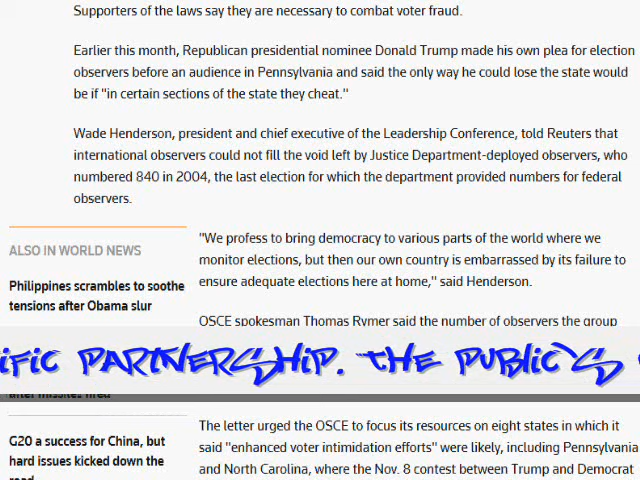 Supporters of the laws say they are necessary to combat voter fraud.
Earlier this month, Republican presidential nominee Donald Trump made his own plea for election
observers before an audience in Pennsylvania and said the only way he could lose the state would
be if "in certain sections of the state they cheat."
Wade Henderson, president and chief executive of the Leadership Conference, told Reuters that
international observers could not fill the void left by Justice Department-deployed observers, who
numbered 840 in 2004, the last election for which the department provided numbers for federal
observers.
ALSO IN WORLD NEWS
Philippines scrambles to soothe
tensions after Obama slur
"We profess to bring democracy to various parts of the world where we
monitor elections, but then our own country is embarrassed by its failure to
ensure adequate elections here at home," said Henderson.
OSCE spokesman Thomas Rymer said the number of observers the group
IFIC PARTNERSHIP. THE PUBLIC'S
after missiles fired
G20 a success for China, but
hard issues kicked down the
road
The letter urged the OSCE to focus its resources on eight states in which it
said "enhanced voter intimidation efforts" were likely, including Pennsylvania
and North Carolina, where the Nov. 8 contest between Trump and Democrat